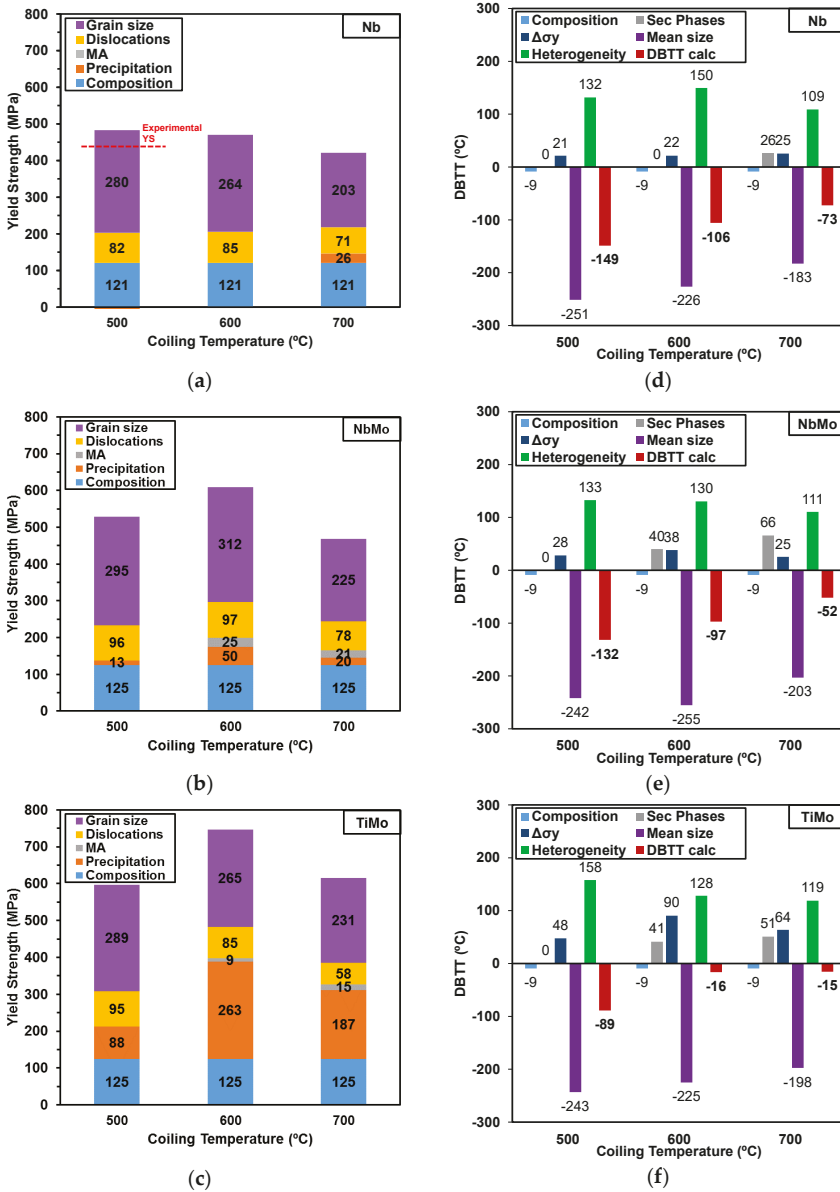 Nb
Grain size
Dislocations
MA
Precipitation
Composition
Yield Strength (MPa)
800
700
600
500
400
300
200
100
0
Experimental
YS
280
264
203
82
85
71
26
121
121
121
500
600
700
Coiling Temperature (ºC)
(a)
Nb
Composition
Sec Phases
Δσy
Mean size
Heterogeneity
DBTT calc
DBTT (ºC)
300
200
100
0
-100
-200
-300
132
150
109
0
21
0
22
26
25
-9
-9
-9
-149
-106
-73
-251
-226
-183
500
600
700
Coiling Temperature (ºC)
(d)
NbMo
Grain size
Dislocations
MA
Precipitation
Composition
Yield Strength (MPa)
800
700
600
500
400
300
200
100
0
295
312
225
96
97
78
25
21
13
50
20
125
125
125
500
600
700
Coiling Temperature (ºC)
(b)
NbMo
Composition
Sec Phases
Δσy
Mean size
Heterogeneity
DBTT calc
DBTT (ºC)
300
200
100
0
-100
-200
-300
133
130
111
0
28
40
38
66
25
-9
-9
-9
-132
-97
-52
-242
-255
-203
500
600
700
Coiling Temperature (ºC)
(e)
TiMo
Grain size
Dislocations
MA
Precipitation
Composition
Yield Strength (MPa)
800
700
600
500
400
300
200
100
0
289
265
231
95
85
58
9
15
88
263
187
125
125
125
500
600
700
Coiling Temperature (ºC)
(c)
TiMo
Composition
Sec Phases
Δσy
Mean size
Heterogeneity
DBTT calc
DBTT (ºC)
300
200
100
0
-100
-200
-300
158
128
119
0
48
41
90
51
64
-9
-9
-9
-89
-16
-15
-243
-225
-198
500
600
700
Coiling Temperature (ºC)
(f)